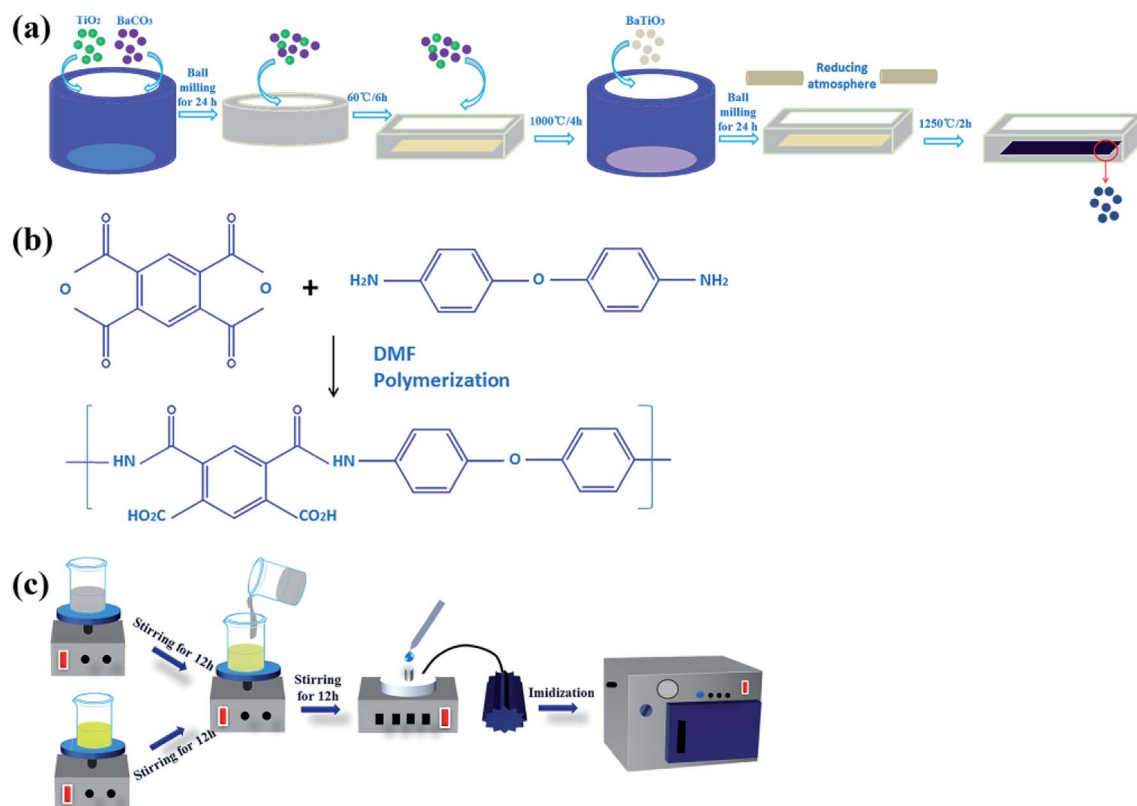 (a)
TiO2 BaCO3
Ball
milling
for 24 h
60℃/6h
1000℃/4h
BaTiO3
Ball
milling
for 24 h
Reducing
atmosphere
1250℃/2h
(b)
O O
O O
O O
+
H2N O NH2
DMF
Polymerization
O O
HN HN O
HO2C CO2H
(c)
Stirring for 12h
Stirring for 12h
Stirring
for 12h
Imidization